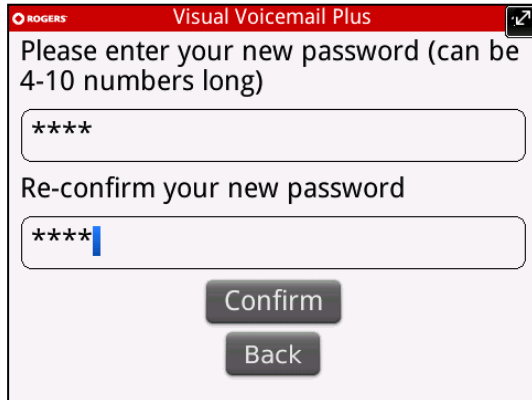 ROGERS
Visual Voicemail Plus
Please enter your new password (can be
4-10 numbers long)
****
Re-confirm your new password
****
Confirm
Back